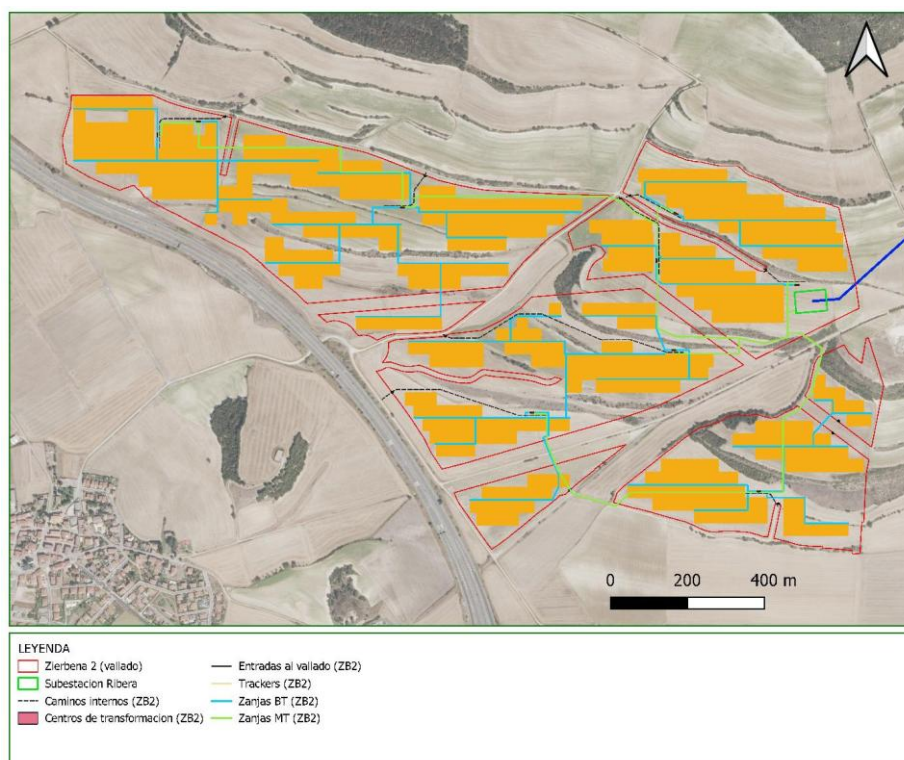 0 200 400 m
LEYENDA
Zierbena 2 (vallado)
Subestacion Ribera
Caminos internos (ZB2)
Centros de transformacion (ZB2)
Entradas al vallado (ZB2)
Trackers (ZB2)
Zanjas BT (ZB2)
Zanjas MT (ZB2)